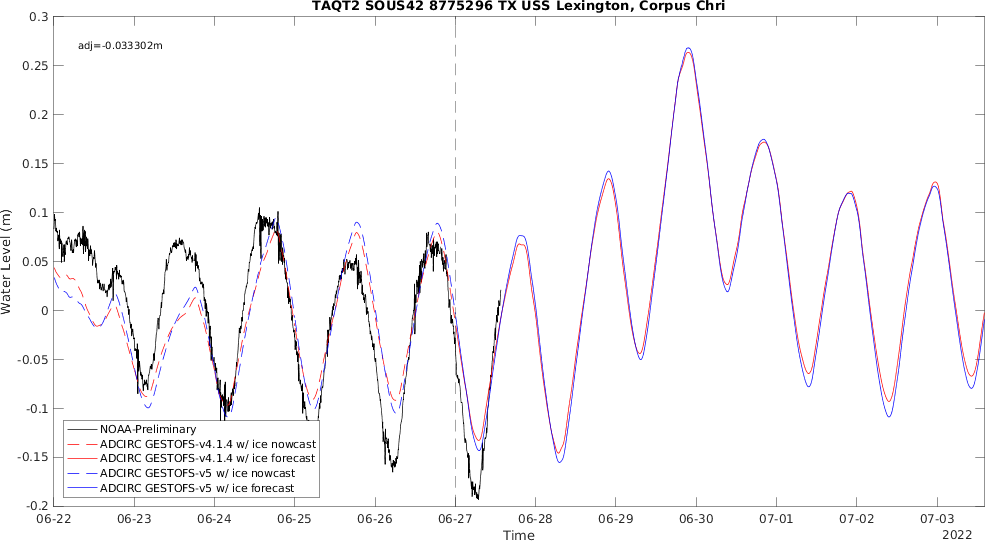 TAQT2 SOUS42 8775296 TX USS Lexington, Corpus Chri
0.3
0.25
0.2
0.15
0.1
0.05
0
-0.05
-0.1
-0.15
-0.2
Water Level (m)
adj=-0.033302m
NOAA-Preliminary
ADCIRC GESTOFS-v4.1.4 w/ ice nowcast
ADCIRC GESTOFS-v4.1.4 w/ ice forecast
ADCIRC GESTOFS-v5 w/ ice nowcast
ADCIRC GESTOFS-v5 w/ ice forecast
06-22 06-23 06-24 06-25 06-26 06-27 06-28 06-29 06-30 07-01 07-02 07-03
Time
2022